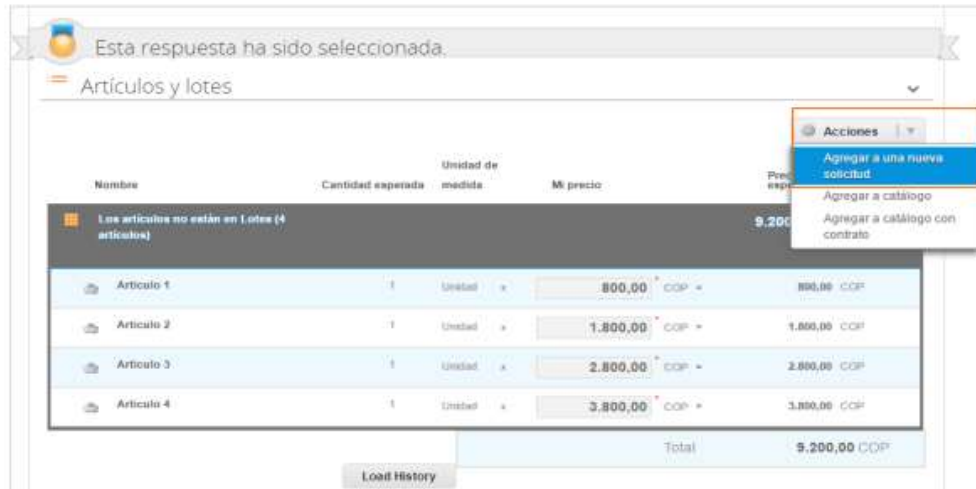 Esta respuesta ha sido seleccionada.
Artículos y lotes
Acciones
Agregar a una nueva
solicitud
Agregar a catálogo
Agregar a catálogo con
contrato
Nombre Cantidad esperada Unidad de
medida Mi precio
Los artículos no están en Lotes (4
artículos) 9.200
Articulo 1 1 Unidad x 800,00 * COP = 800,00 COP
Articulo 2 1 Unidad x 1.800,00 * COP = 1.800,00 COP
Articulo 3 1 Unidad x 2.800,00 * COP = 2.800,00 COP
Articulo 4 1 Unidad x 3.800,00 * COP = 3.800,00 COP
Total 9.200,00 COP
Load History